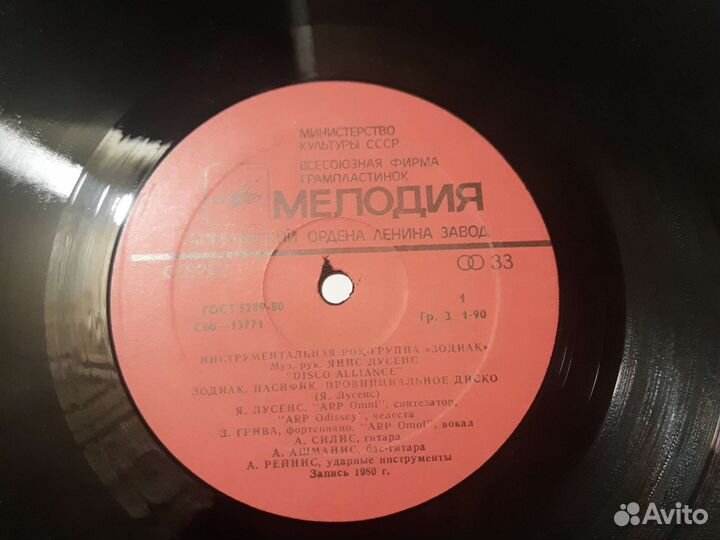 МИНИСТЕРСТВО
КУЛЬТУРЫ СССР
ВСЕСОЮЗНАЯ ФИРМА
ГРАМПЛАСТИНОК
МЕЛОДИЯ
ОРДЕНА ЛЕНИНА ЗАВОД
33
ГОСТ 5289-80
1
С60—13771
Гр. 3. 1-90
ИНСТРУМЕНТАЛЬНАЯ РОК-ГРУППА «ЗОДИАК»
Муз. рук. ЯНИС ЛУСЕНС
"DISCO ALLIANCE"
ЗОДИАК. ПАСИФИК. ПРОВИНЦИАЛЬНОЕ ДИСКО
(Я. Лусенс)
Я. ЛУСЕНС, "ARP Omni", синтезатор,
"ARP Odissey", челеста
З. ГРИВА, фортепиано, "ARP Omni", вокал
А. СИЛИС, гитара
А. АШМАНИС, бас-гитара
А. РЕЙНИС, ударные инструменты
Запись 1980 г.
Avito